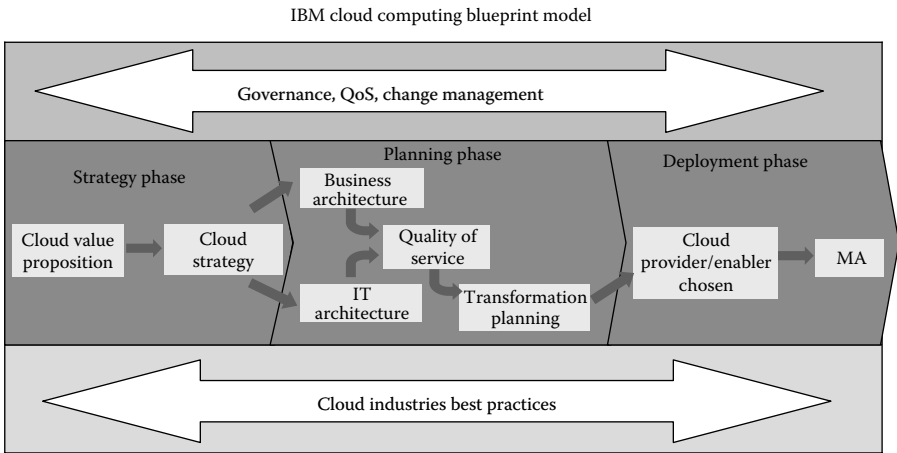 IBM cloud computing blueprint model
Governance, QoS, change management
Strategy phase
Planning phase
Deployment phase
Cloud value
proposition
Cloud
strategy
Business
architecture
IT
architecture
Quality of
service
Transformation
planning
Cloud
provider/enabler
chosen
MA
Cloud industries best practices